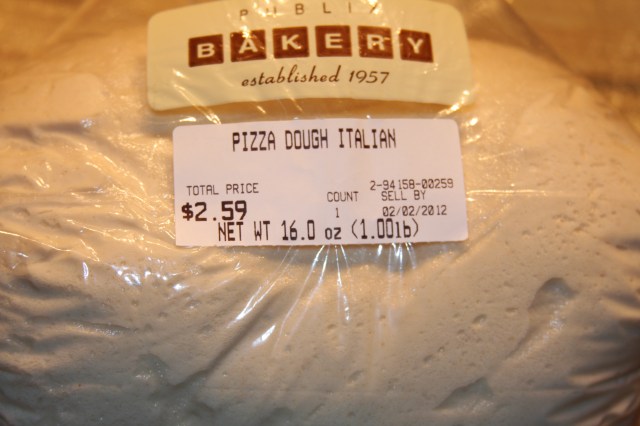 PUBLIX
BAKERY
established 1957
PIZZA DOUGH ITALIAN
2-94158-00259
TOTAL PRICE COUNT SELL BY
$2.59 1 02/02/2012
NET WT 16.0 oz (1.00lb)